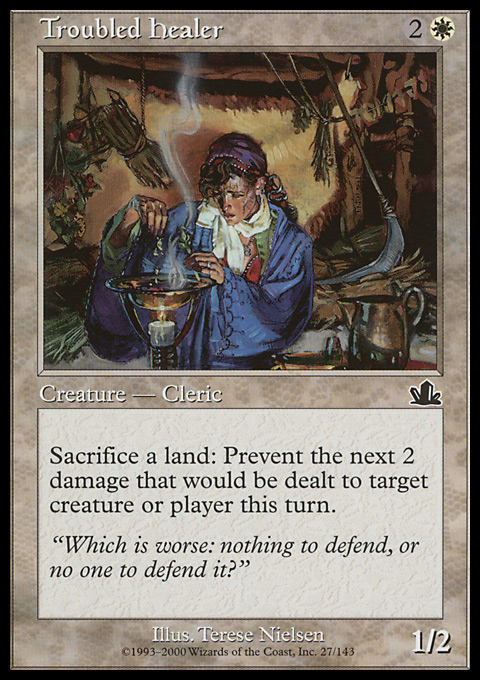 Troubled Healer 2
Creature — Cleric
Sacrifice a land: Prevent the next 2
damage that would be dealt to target
creature or player this turn.
“Which is worse: nothing to defend, or
no one to defend it?”
Illus. Terese Nielsen
©1993–2000 Wizards of the Coast, Inc. 27/143
1/2